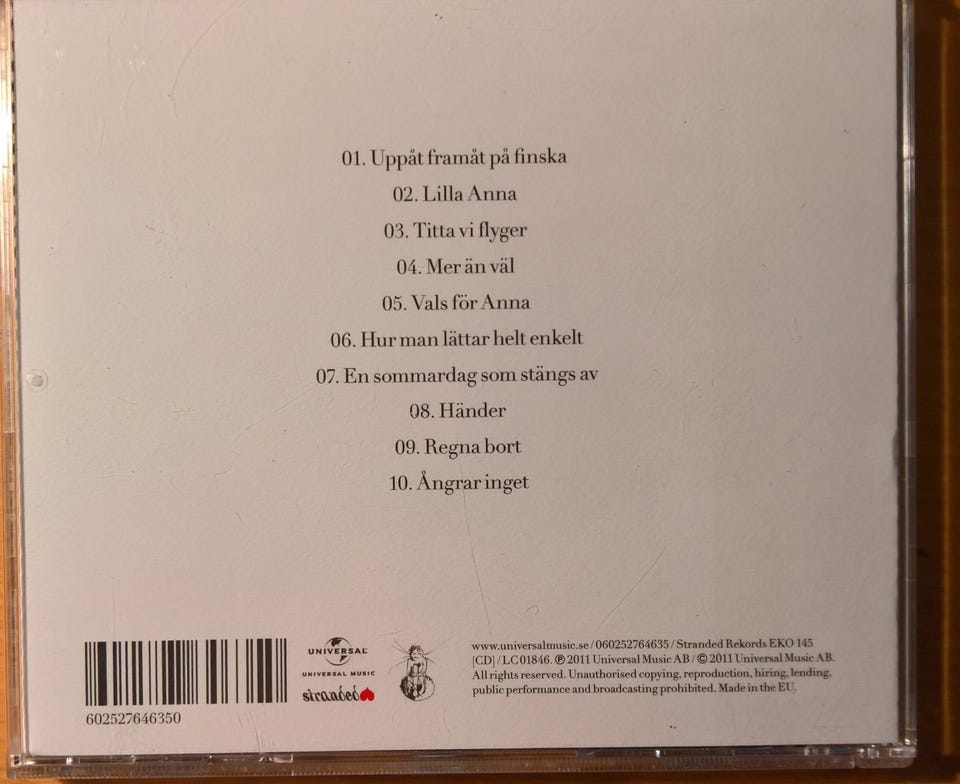 01. Uppåt framåt på finska
02. Lilla Anna
03. Titta vi flyger
04. Mer än väl
05. Vals för Anna
06. Hur man lättar helt enkelt
07. En sommardag som stängs av
08. Händer
09. Regna bort
10. Ångrar inget
602527646350
UNIVERSAL
UNIVERSAL MUSIC
stranded
www.universalmusic.se / 060252764635 / Stranded Rekords EKO 145
[CD] / LC 01846. ℗ 2011 Universal Music AB / © 2011 Universal Music AB.
All rights reserved. Unauthorised copying, reproduction, hiring, lending,
public performance and broadcasting prohibited. Made in the EU.